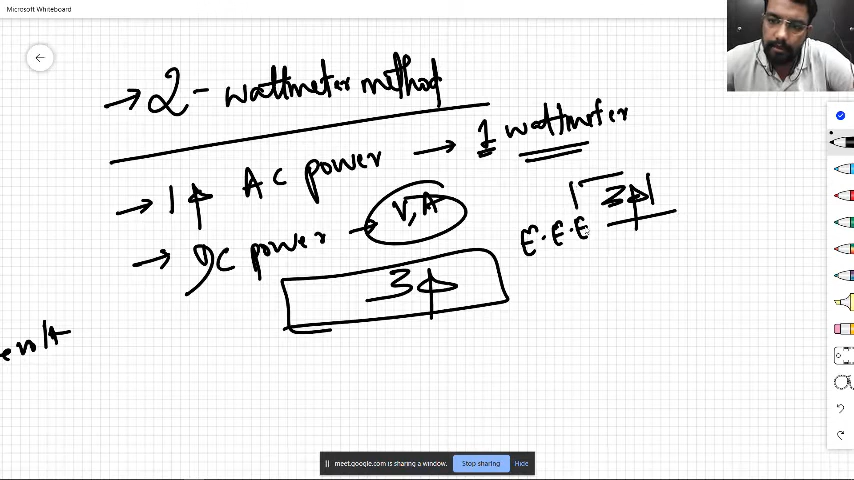 Microsoft Whiteboard
→ 2 - wattmeter method
→ 1 φ AC power → 1 wattmeter
→ DC power → V, A
3φ
E.E.E
3φ
meet.google.com is sharing a window.
Stop sharing
Hide